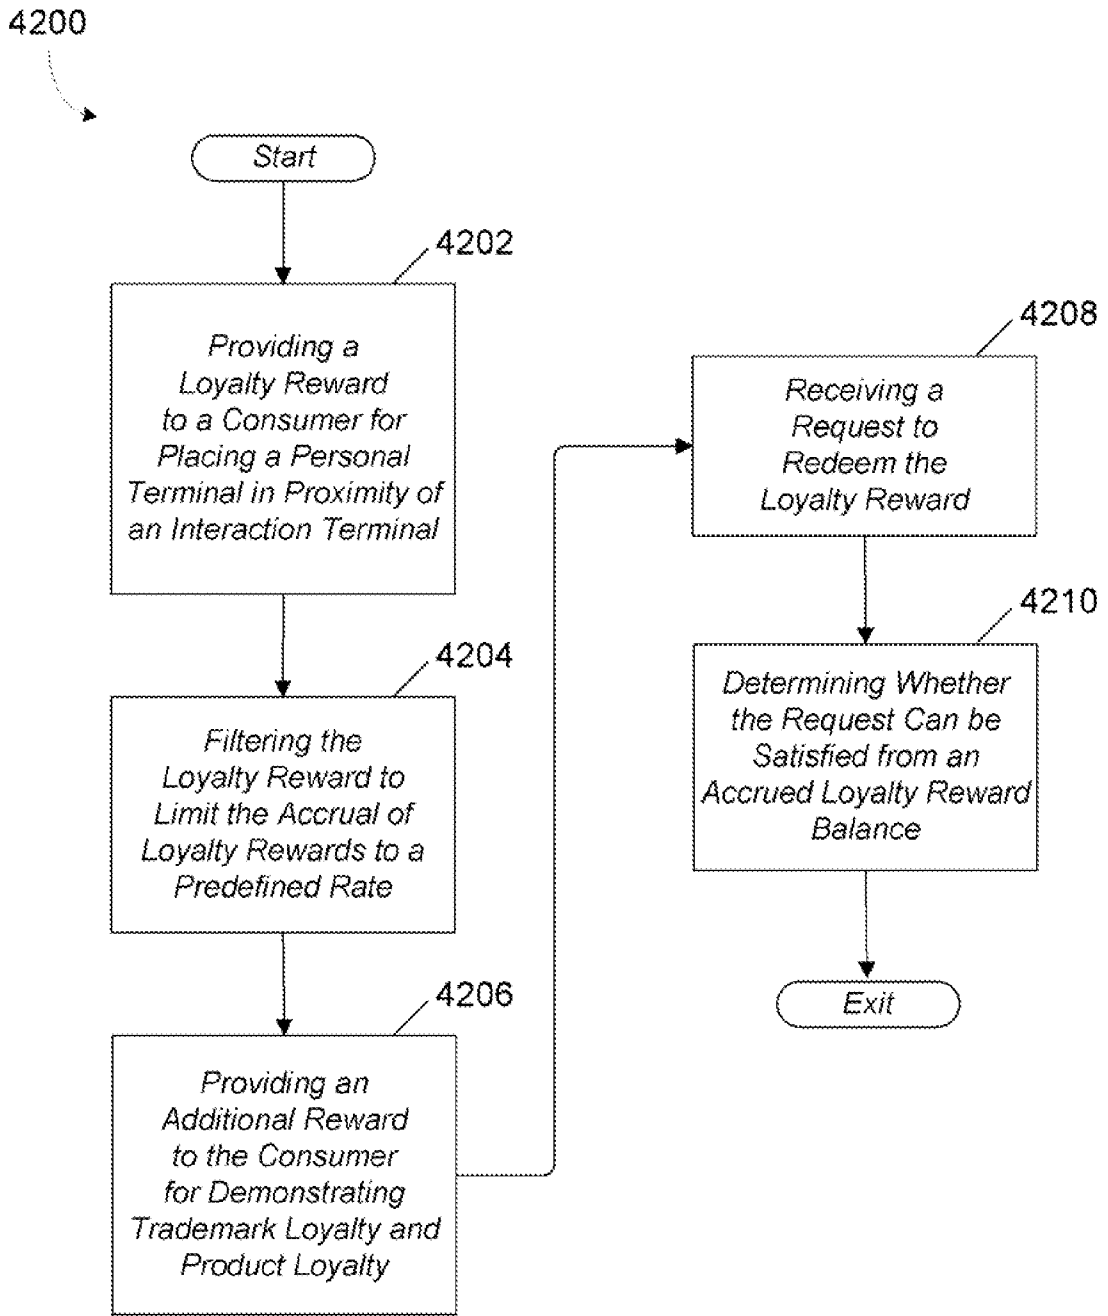 4200
Start
4202
Providing a
Loyalty Reward
to a Consumer for
Placing a Personal
Terminal in Proximity of
an Interaction Terminal
4204
Filtering the
Loyalty Reward to
Limit the Accrual of
Loyalty Rewards to a
Predefined Rate
4206
Providing an
Additional Reward
to the Consumer
for Demonstrating
Trademark Loyalty and
Product Loyalty
4208
Receiving a
Request to
Redeem the
Loyalty Reward
4210
Determining Whether
the Request Can be
Satisfied from an
Accrued Loyalty Reward
Balance
Exit